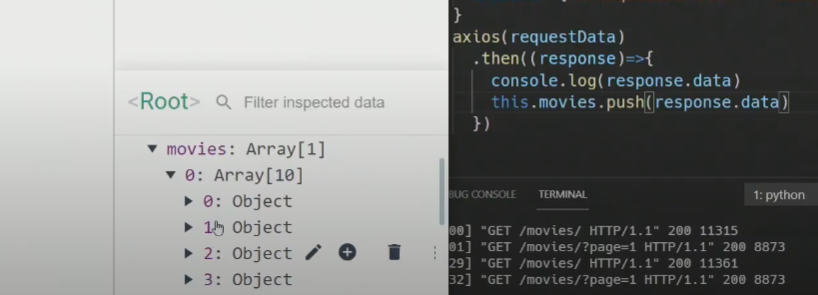 <Root>
Filter inspected data
movies: Array[1]
0: Array[10]
0: Object
1: Object
2: Object
3: Object
}
axios(requestData)
.then((response)=>{
console.log(response.data)
this.movies.push(response.data)
})
BUG CONSOLE
TERMINAL
1: python
00] "GET /movies/ HTTP/1.1" 200 11315
01] "GET /movies/?page=1 HTTP/1.1" 200 8873
29] "GET /movies/ HTTP/1.1" 200 11361
32] "GET /movies/?page=1 HTTP/1.1" 200 8873